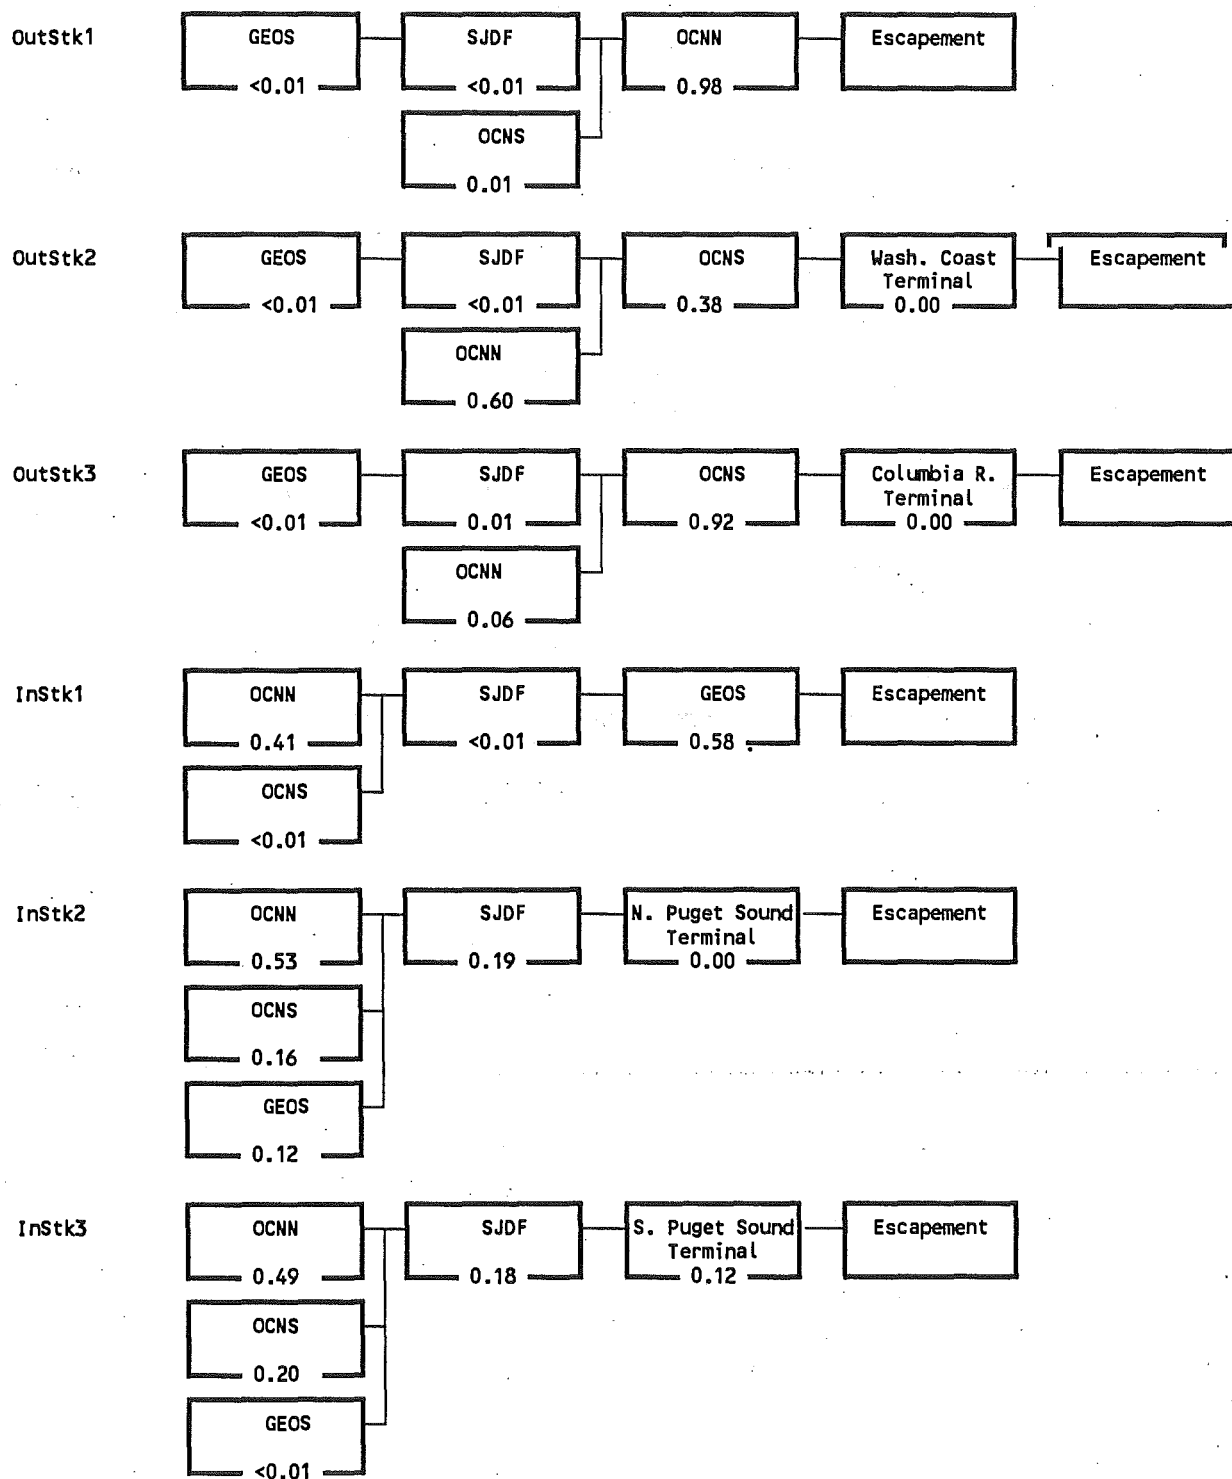 OutStk1 GEOS SJDF OCNN Escapement
<0.01 <0.01 0.98
OCNS
0.01
OutStk2 GEOS SJDF OCNS Wash. Coast Escapement
Terminal
<0.01 <0.01 0.38 0.00
OCNN
0.60
OutStk3 GEOS SJDF OCNS Columbia R. Escapement
Terminal
<0.01 0.01 0.92 0.00
OCNN
0.06
InStk1 OCNN SJDF GEOS Escapement
0.41 <0.01 0.58
OCNS
<0.01
InStk2 OCNN SJDF N. Puget Sound Escapement
Terminal
0.53 0.19 0.00
OCNS
0.16
GEOS
0.12
InStk3 OCNN SJDF S. Puget Sound Escapement
Terminal
0.49 0.18 0.12
OCNS
0.20
GEOS
<0.01